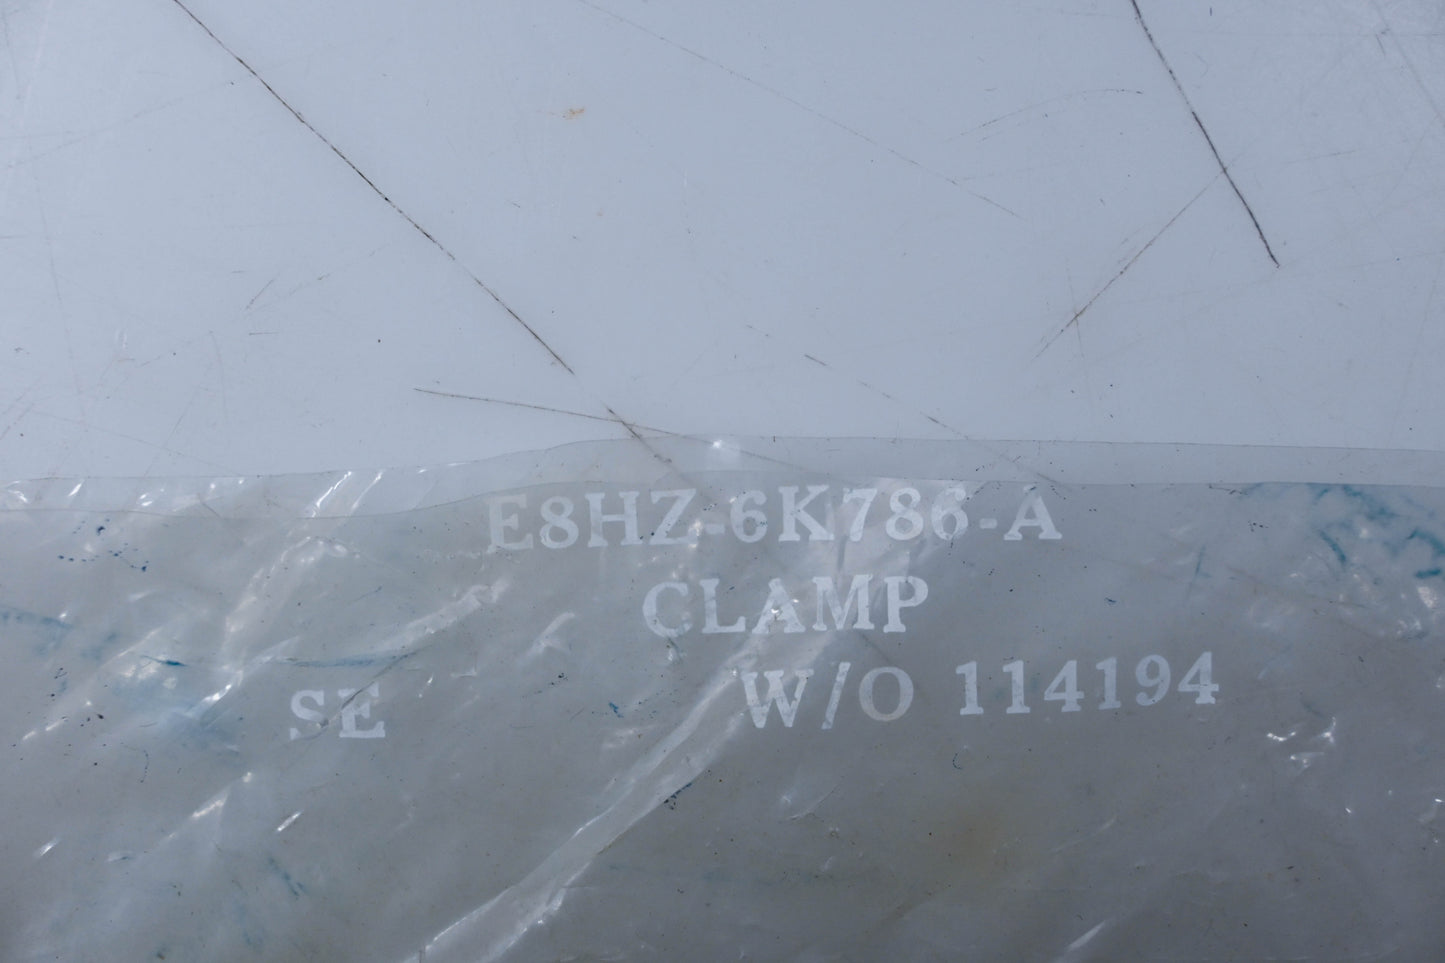 E8HZ-6K786-A
CLAMP
SE W/O 114194